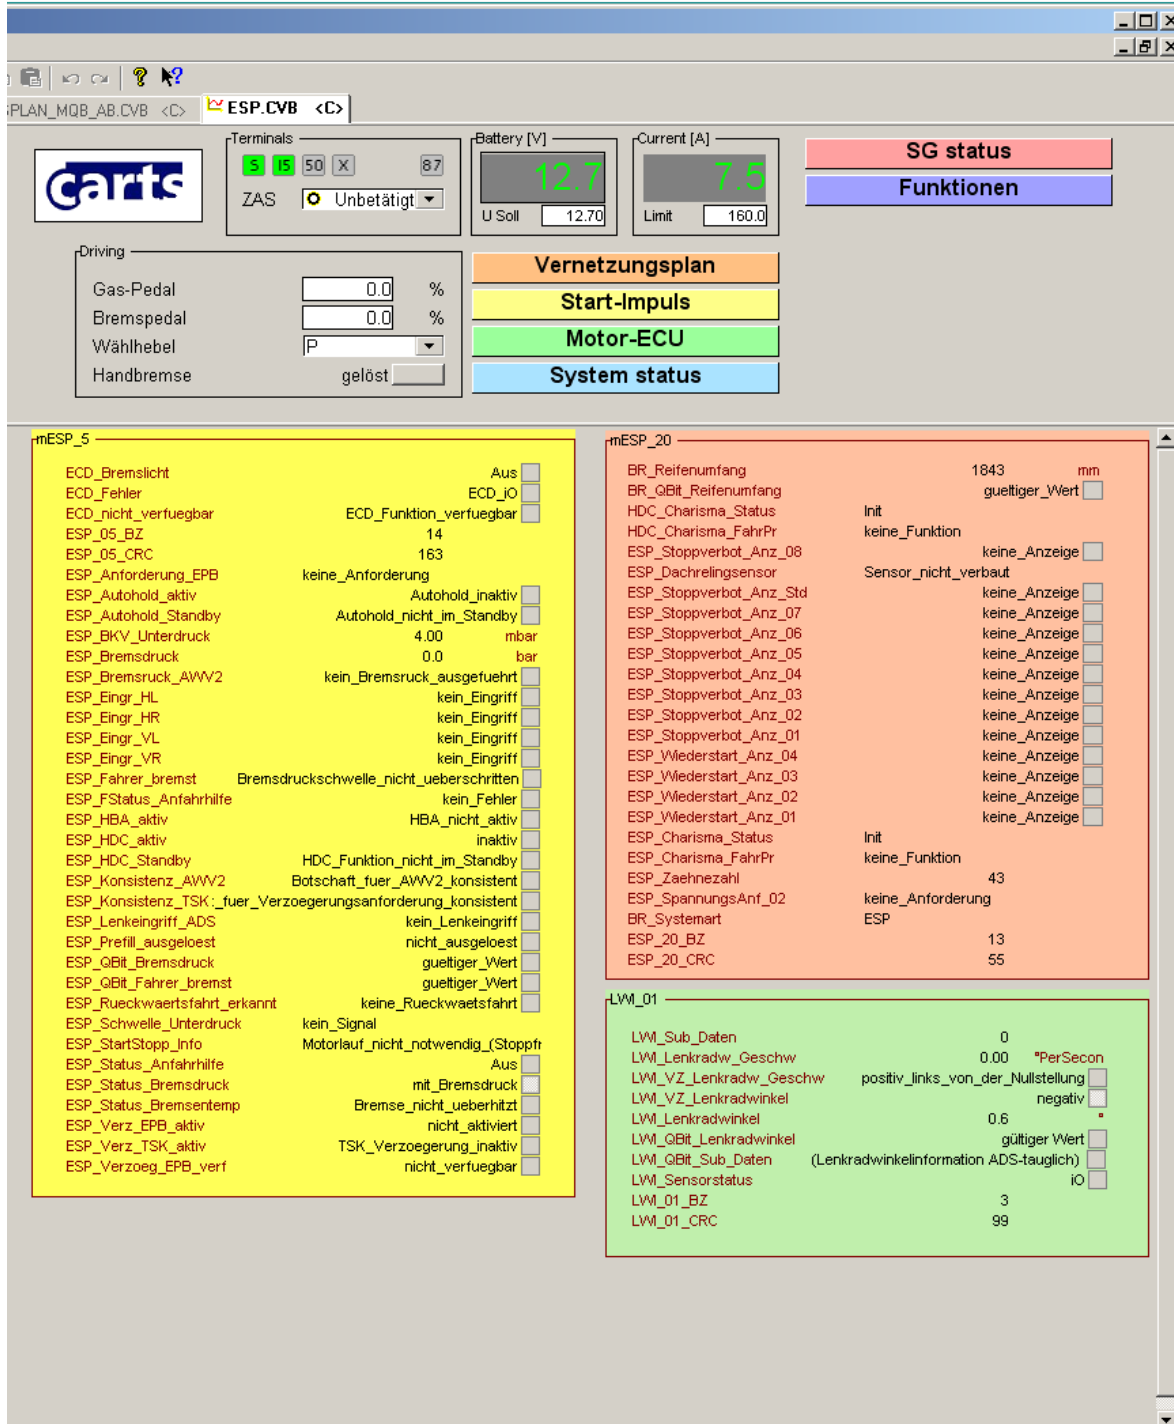 SPLAN_MQB_AB.CVB <C> ESP.CVB <C>
Terminals
S 15 50 X 87
ZAS Unbetätigt
Battery [V]
12.7
U Soll 12.70
Current [A]
7.5
Limit 160.0
SG status
Funktionen
carts
Driving
Gas-Pedal 0.0 %
Bremspedal 0.0 %
Wählhebel P
Handbremse gelöst
Vernetzungsplan
Start-Impuls
Motor-ECU
System status
mESP_5
ECD_Bremslicht Aus
ECD_Fehler ECD_iO
ECD_nicht_verfuegbar ECD_Funktion_verfuegbar
ESP_05_BZ 14
ESP_05_CRC 163
ESP_Anforderung_EPB keine_Anforderung
ESP_Autohold_aktiv Autohold_inaktiv
ESP_Autohold_Standby Autohold_nicht_im_Standby
ESP_BKV_Unterdruck 4.00 mbar
ESP_Bremsdruck 0.0 bar
ESP_Bremsruck_AWV2 kein_Bremsruck_ausgefuehrt
ESP_Eingr_HL kein_Eingriff
ESP_Eingr_HR kein_Eingriff
ESP_Eingr_VL kein_Eingriff
ESP_Eingr_VR kein_Eingriff
ESP_Fahrer_bremst Bremsdruckschwelle_nicht_ueberschritten
ESP_FStatus_Anfahrhilfe kein_Fehler
ESP_HBA_aktiv HBA_nicht_aktiv
ESP_HDC_aktiv inaktiv
ESP_HDC_Standby HDC_Funktion_nicht_im_Standby
ESP_Konsistenz_AWV2 Botschaft_fuer_AWV2_konsistent
ESP_Konsistenz_TSK :_fuer_Verzoegerungsanforderung_konsistent
ESP_Lenkeingriff_ADS kein_Lenkeingriff
ESP_Prefill_ausgeloest nicht_ausgeloest
ESP_QBit_Bremsdruck gueltiger_Wert
ESP_QBit_Fahrer_bremst gueltiger_Wert
ESP_Rueckwaertsfahrt_erkannt keine_Rueckwaetsfahrt
ESP_Schwelle_Unterdruck kein_Signal
ESP_StartStopp_Info Motorlauf_nicht_notwendig_(Stoppfr
ESP_Status_Anfahrhilfe Aus
ESP_Status_Bremsdruck mit_Bremsdruck
ESP_Status_Bremsentemp Bremse_nicht_ueberhitzt
ESP_Verz_EPB_aktiv nicht_aktiviert
ESP_Verz_TSK_aktiv TSK_Verzoegerung_inaktiv
ESP_Verzoeg_EPB_verf nicht_verfuegbar
mESP_20
BR_Reifenumfang 1843 mm
BR_QBit_Reifenumfang gueltiger_Wert
HDC_Charisma_Status Init
HDC_Charisma_FahrPr keine_Funktion
ESP_Stoppverbot_Anz_08 keine_Anzeige
ESP_Dachrelingsensor Sensor_nicht_verbaut
ESP_Stoppverbot_Anz_Std keine_Anzeige
ESP_Stoppverbot_Anz_07 keine_Anzeige
ESP_Stoppverbot_Anz_06 keine_Anzeige
ESP_Stoppverbot_Anz_05 keine_Anzeige
ESP_Stoppverbot_Anz_04 keine_Anzeige
ESP_Stoppverbot_Anz_03 keine_Anzeige
ESP_Stoppverbot_Anz_02 keine_Anzeige
ESP_Stoppverbot_Anz_01 keine_Anzeige
ESP_Wiederstart_Anz_04 keine_Anzeige
ESP_Wiederstart_Anz_03 keine_Anzeige
ESP_Wiederstart_Anz_02 keine_Anzeige
ESP_Wiederstart_Anz_01 keine_Anzeige
ESP_Charisma_Status Init
ESP_Charisma_FahrPr keine_Funktion
ESP_Zaehnezahl 43
ESP_SpannungsAnf_02 keine_Anforderung
BR_Systemart ESP
ESP_20_BZ 13
ESP_20_CRC 55
LWI_01
LWI_Sub_Daten 0
LWI_Lenkradw_Geschw 0.00 °PerSecon
LWI_VZ_Lenkradw_Geschw positiv_links_von_der_Nullstellung
LWI_VZ_Lenkradwinkel negativ
LWI_Lenkradwinkel 0.6 °
LWI_QBit_Lenkradwinkel gültiger Wert
LWI_QBit_Sub_Daten (Lenkradwinkelinformation ADS-tauglich)
LWI_Sensorstatus iO
LWI_01_BZ 3
LWI_01_CRC 99